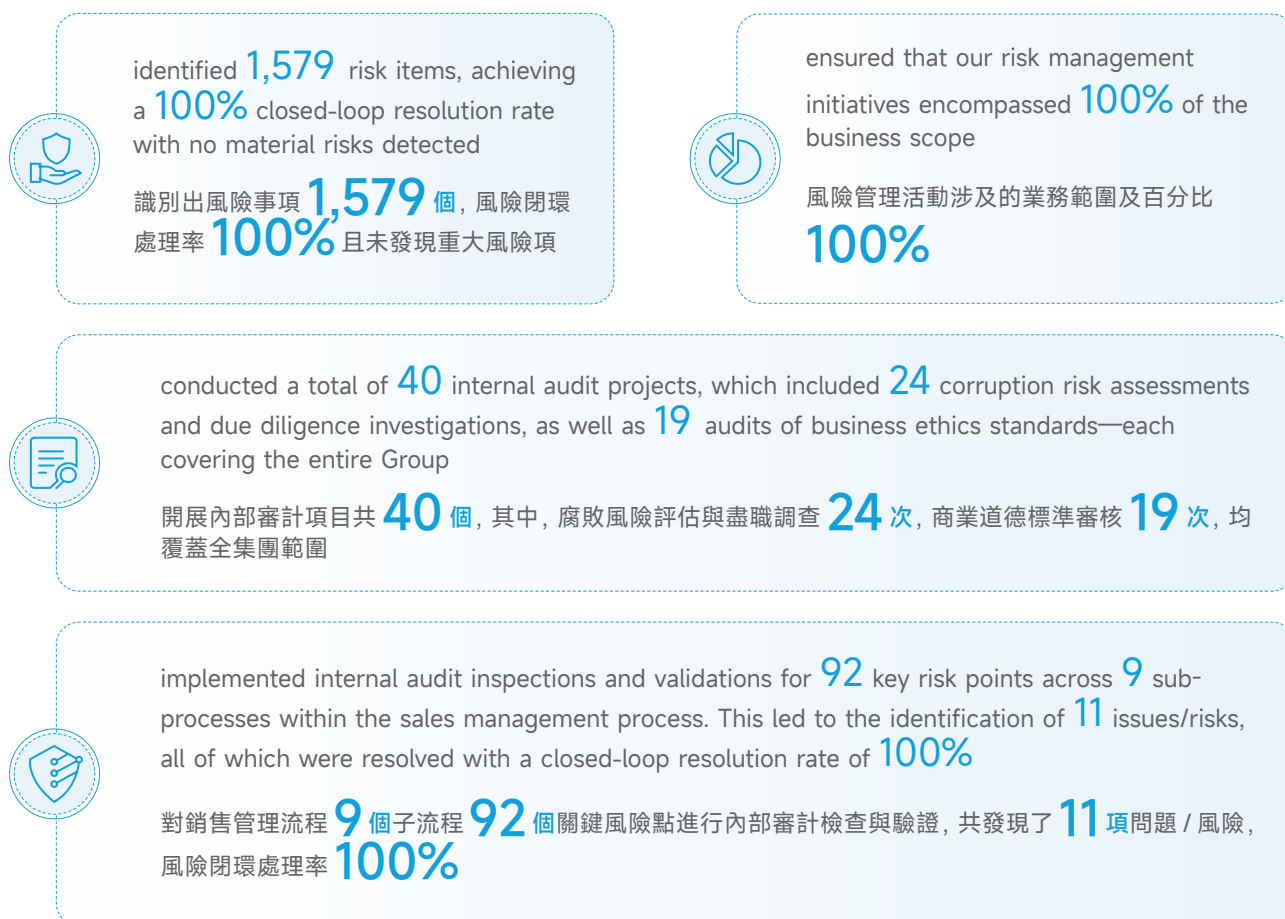 identified 1,579 risk items, achieving
a 100% closed-loop resolution rate
with no material risks detected
識別出風險事項 1,579 個, 風險閉環
處理率 100% 且未發現重大風險項
ensured that our risk management
initiatives encompassed 100% of the
business scope
風險管理活動涉及的業務範圍及百分比
100%
conducted a total of 40 internal audit projects, which included 24 corruption risk assessments
and due diligence investigations, as well as 19 audits of business ethics standards—each
covering the entire Group
開展內部審計項目共 40 個, 其中, 腐敗風險評估與盡職調查 24 次, 商業道德標準審核 19 次, 均
覆蓋全集團範圍
implemented internal audit inspections and validations for 92 key risk points across 9 sub-
processes within the sales management process. This led to the identification of 11 issues/risks,
all of which were resolved with a closed-loop resolution rate of 100%
對銷售管理流程 9 個子流程 92 個關鍵風險點進行內部審計檢查與驗證, 共發現了 11 項問題 / 風險,
風險閉環處理率 100%